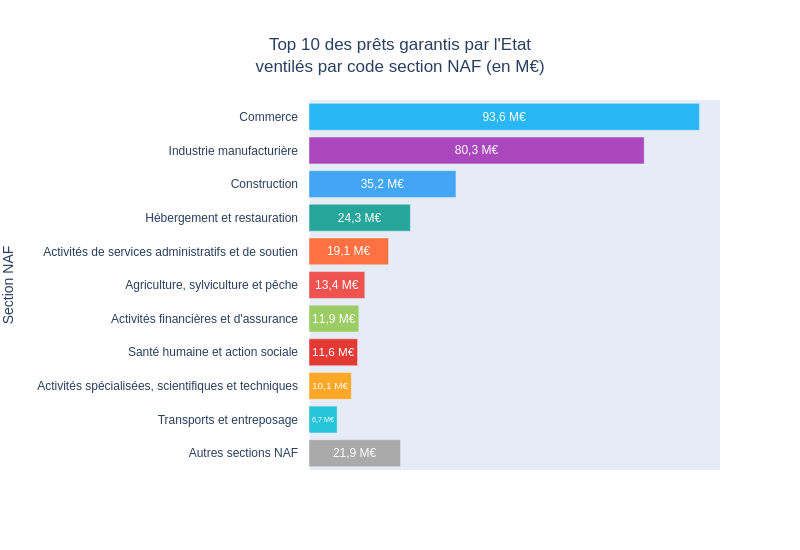 Top 10 des prêts garantis par l'Etat
ventilés par code section NAF (en M€)
Section NAF
Commerce 93,6 M€
Industrie manufacturière 80,3 M€
Construction 35,2 M€
Hébergement et restauration 24,3 M€
Activités de services administratifs et de soutien 19,1 M€
Agriculture, sylviculture et pêche 13,4 M€
Activités financières et d'assurance 11,9 M€
Santé humaine et action sociale 11,6 M€
Activités spécialisées, scientifiques et techniques 10,1 M€
Transports et entreposage 6,7 M€
Autres sections NAF 21,9 M€